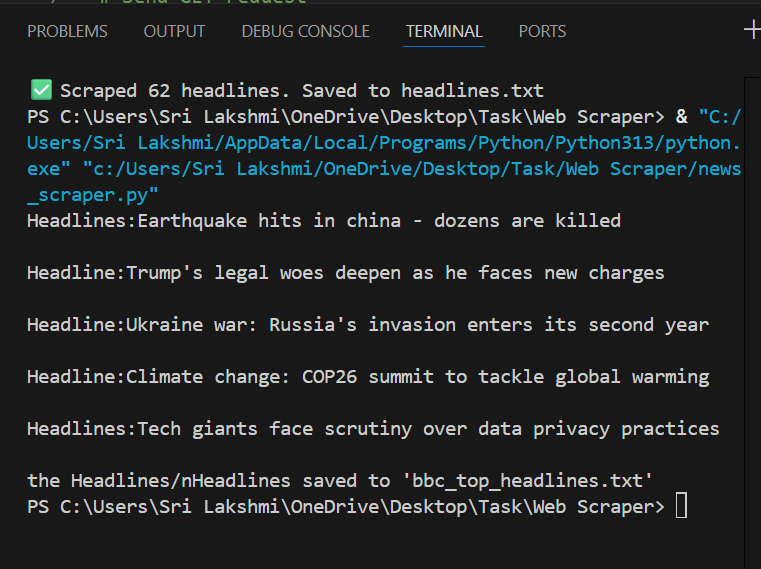 # Send GET request
PROBLEMS OUTPUT DEBUG CONSOLE TERMINAL PORTS
✅ Scraped 62 headlines. Saved to headlines.txt
PS C:\Users\Sri Lakshmi\OneDrive\Desktop\Task\Web Scraper> & "C:/
Users/Sri Lakshmi/AppData/Local/Programs/Python/Python313/python.
exe" "c:/Users/Sri Lakshmi/OneDrive/Desktop/Task/Web Scraper/news
_scraper.py"
Headlines:Earthquake hits in china - dozens are killed
Headline:Trump's legal woes deepen as he faces new charges
Headline:Ukraine war: Russia's invasion enters its second year
Headline:Climate change: COP26 summit to tackle global warming
Headlines:Tech giants face scrutiny over data privacy practices
the Headlines/nHeadlines saved to 'bbc_top_headlines.txt'
PS C:\Users\Sri Lakshmi\OneDrive\Desktop\Task\Web Scraper>